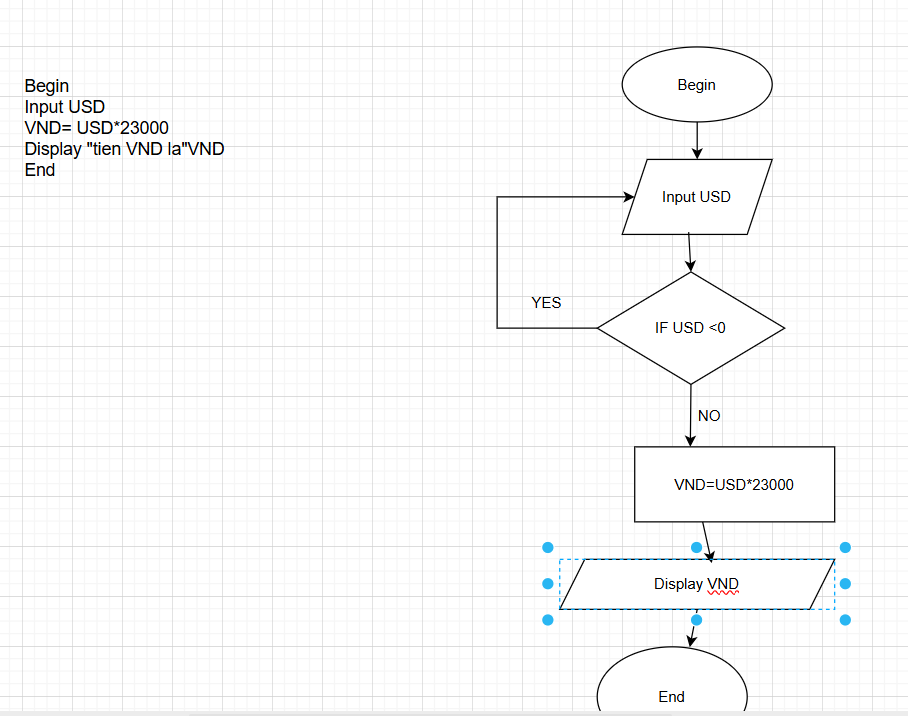 Begin
Input USD
VND= USD*23000
Display "tien VND la"VND
End
Begin
Input USD
YES
IF USD <0
NO
VND=USD*23000
Display VND
End